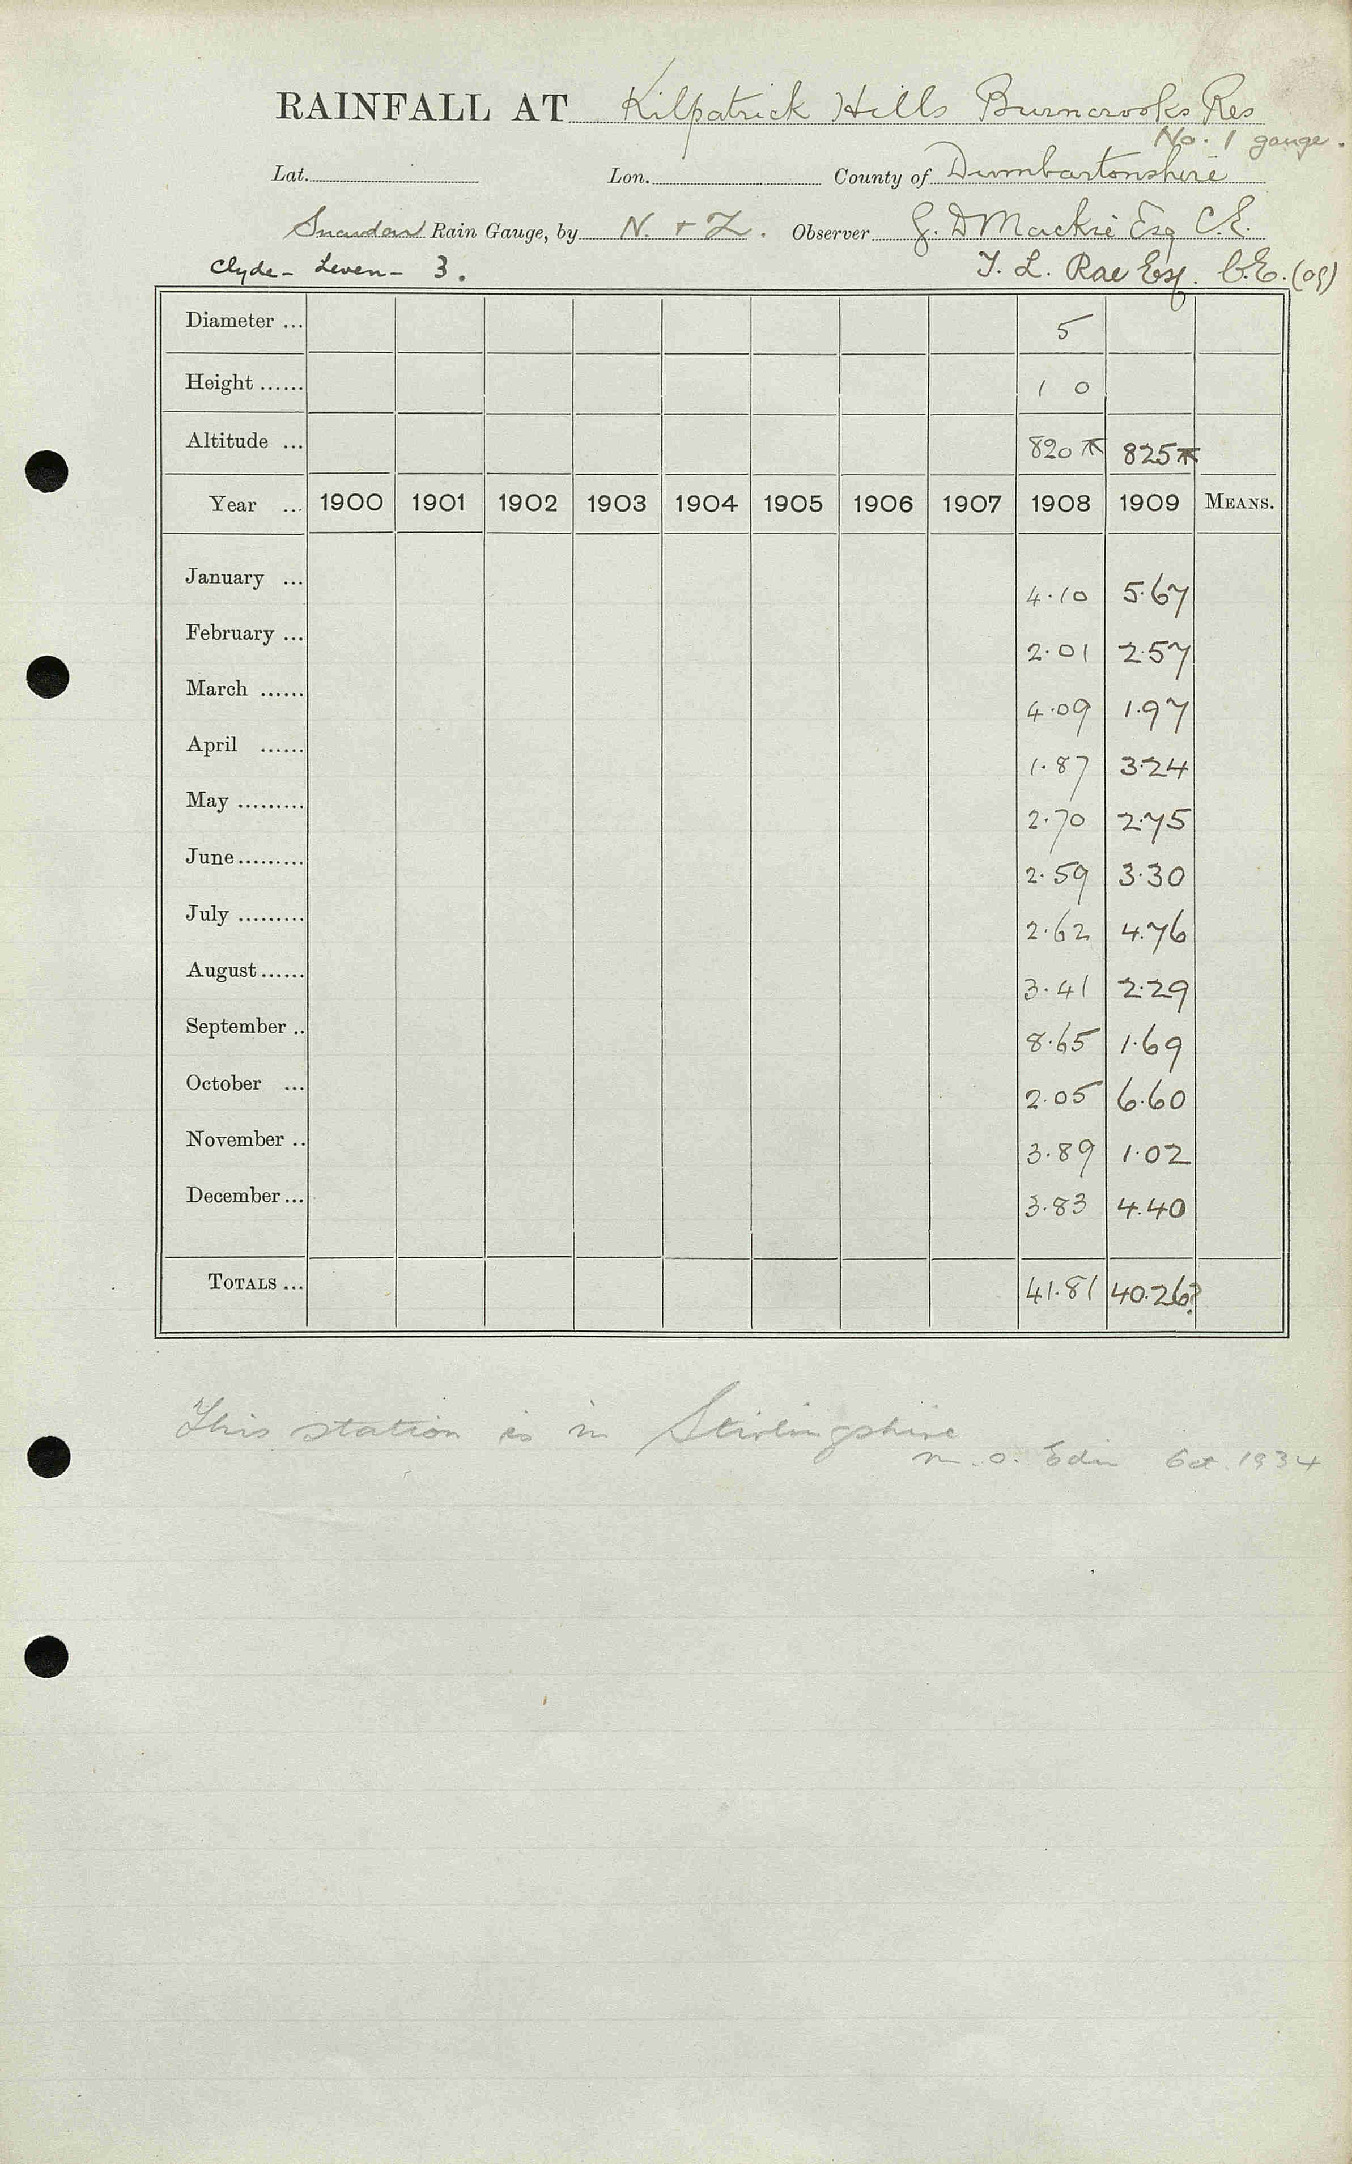 RAINFALL AT Kilpatrick Hills Burncrooks Res
No. 1 gauge.
Lat. Lon. County of Dumbartonshire
Snowdon Rain Gauge, by N. + Z. Observer G. D Mackie Esq C.E.
Clyde - Leven - 3. T. L. Rae Esq. C.E. (09)
Diameter ... 5
Height ...... 1 0
Altitude ... 820 825
Year ... 1900 1901 1902 1903 1904 1905 1906 1907 1908 1909 MEANS.
January ... 4.10 5.67
February ... 2.01 2.57
March ...... 4.09 1.97
April ...... 1.87 3.24
May ......... 2.70 2.75
June ......... 2.59 3.30
July ......... 2.62 4.76
August ...... 3.41 2.29
September .. 8.65 1.69
October ... 2.05 6.60
November .. 3.89 1.02
December ... 3.83 4.40
TOTALS ... 41.81 40.26?
This station is in Stirlingshire
M.O. Edin Oct. 1934